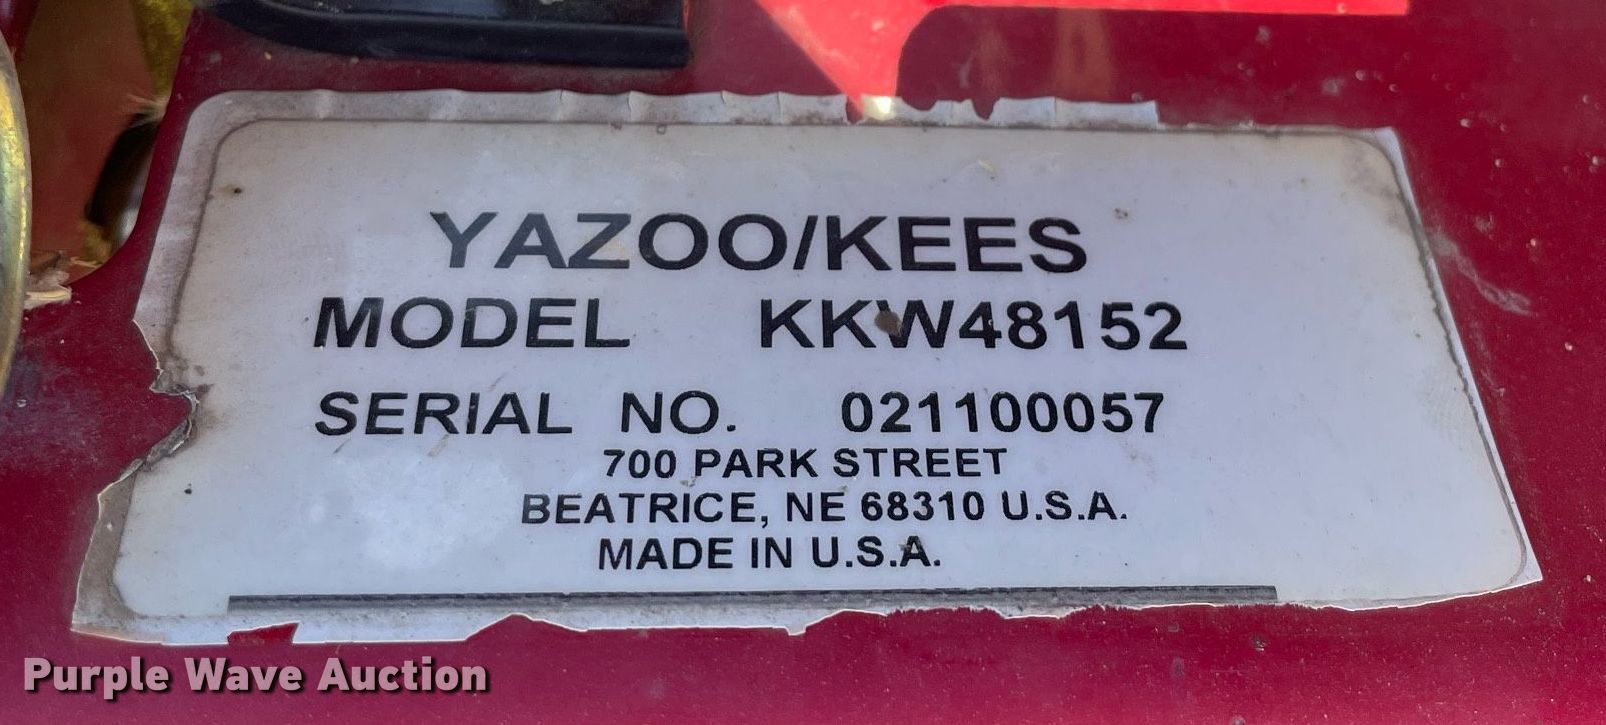 YAZOO/KEES
MODEL KKW48152
SERIAL NO. 021100057
700 PARK STREET
BEATRICE, NE 68310 U.S.A.
MADE IN U.S.A.
Purple Wave Auction